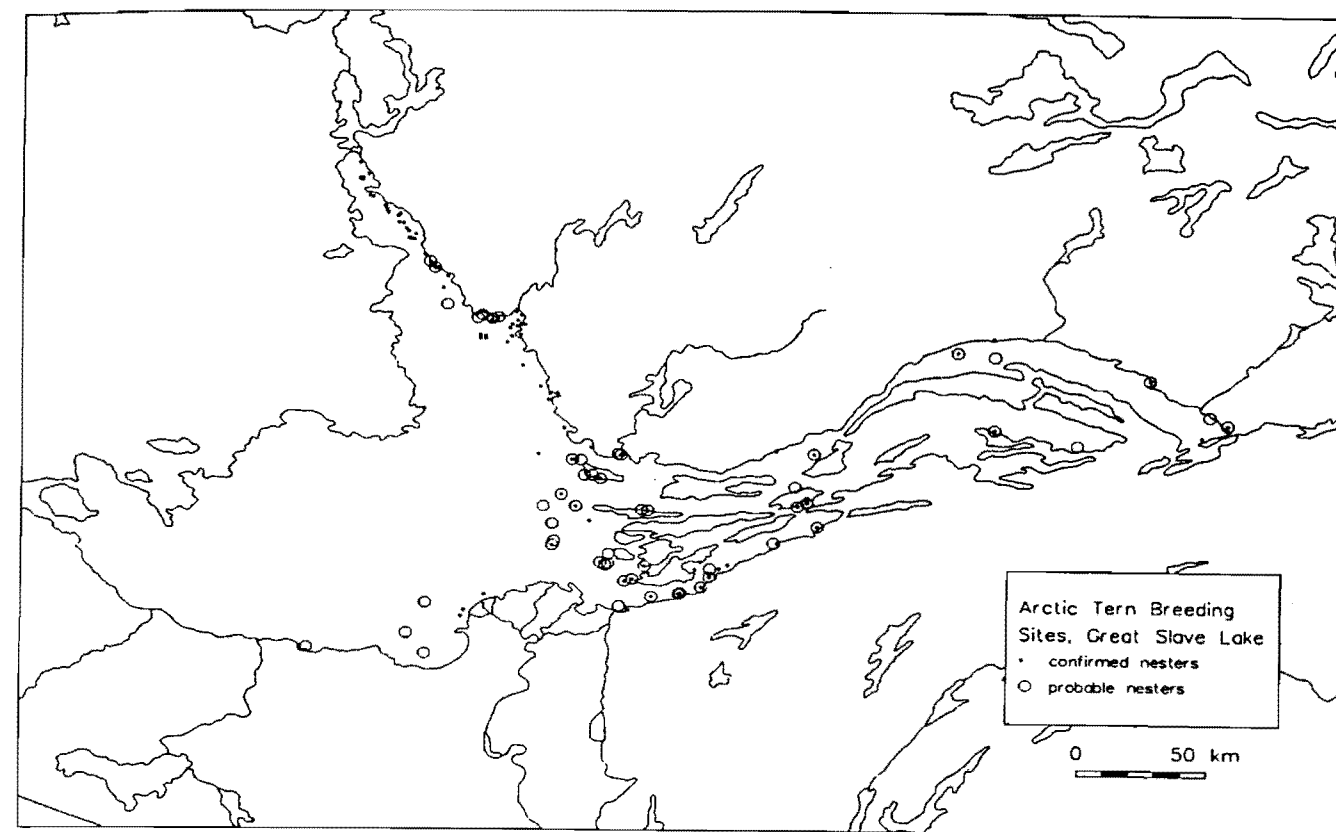 Arctic Tern Breeding
Sites, Great Slave Lake
confirmed nesters
probable nesters
0 50 km